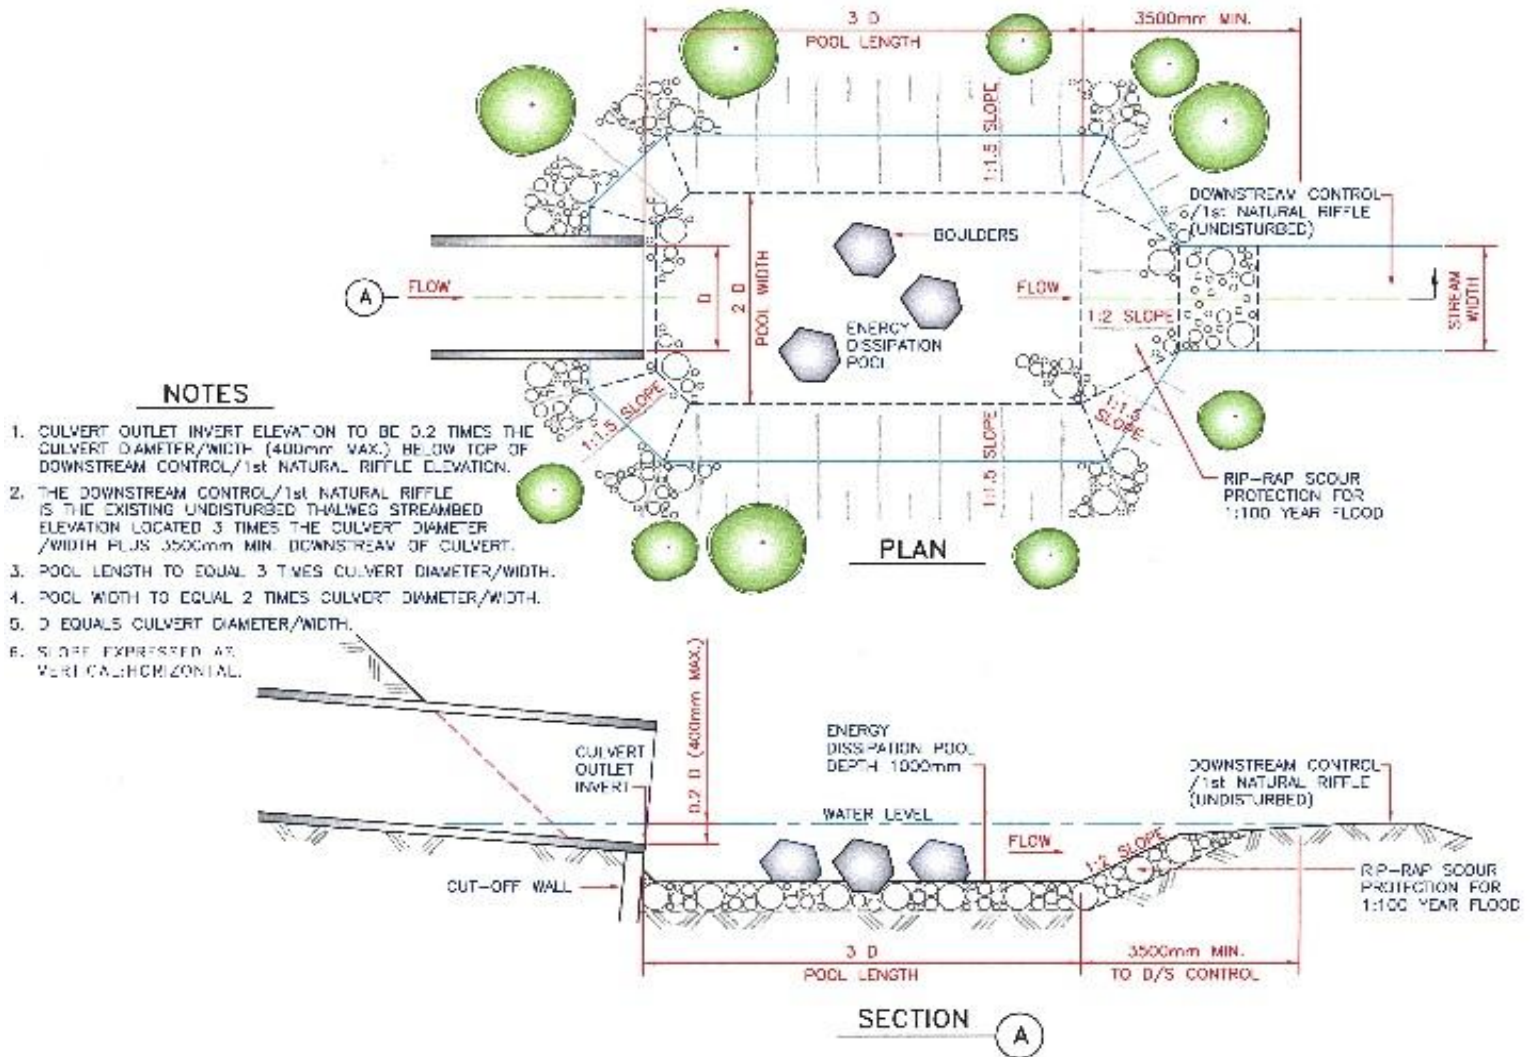 3 D
POOL LENGTH
3500mm MIN.
1:1.5 SLOPE
DOWNSTREAM CONTROL
/1st NATURAL RIFFLE
(UNDISTURBED)
BOULDERS
A
FLOW
D
2 D
POOL WIDTH
ENERGY
DISSIPATION
POOL
FLOW
1:2 SLOPE
STREAM
WIDTH
1:1.5 SLOPE
1:1.5 SLOPE
1:1.5
SLOPE
RIP-RAP SCOUR
PROTECTION FOR
1:100 YEAR FLOOD
PLAN
NOTES
1. CULVERT OUTLET INVERT ELEVATION TO BE 0.2 TIMES THE
CULVERT DIAMETER/WIDTH (400mm MAX.) BELOW TOP OF
DOWNSTREAM CONTROL/1st NATURAL RIFFLE ELEVATION.
2. THE DOWNSTREAM CONTROL/1st NATURAL RIFFLE
IS THE EXISTING UNDISTURBED THALWEG STREAMBED
ELEVATION LOCATED 3 TIMES THE CULVERT DIAMETER
/WIDTH PLUS 3500mm MIN. DOWNSTREAM OF CULVERT.
3. POOL LENGTH TO EQUAL 3 TIMES CULVERT DIAMETER/WIDTH.
4. POOL WIDTH TO EQUAL 2 TIMES CULVERT DIAMETER/WIDTH.
5. D EQUALS CULVERT DIAMETER/WIDTH.
6. SLOPE EXPRESSED AS
VERTICAL:HORIZONTAL.
0.2 D (400mm MAX.)
CULVERT
OUTLET
INVERT
ENERGY
DISSIPATION POOL
DEPTH 1000mm
WATER LEVEL
DOWNSTREAM CONTROL
/1st NATURAL RIFFLE
(UNDISTURBED)
FLOW
1:2 SLOPE
CUT-OFF WALL
RIP-RAP SCOUR
PROTECTION FOR
1:100 YEAR FLOOD
3 D
POOL LENGTH
3500mm MIN.
TO D/S CONTROL
SECTION A